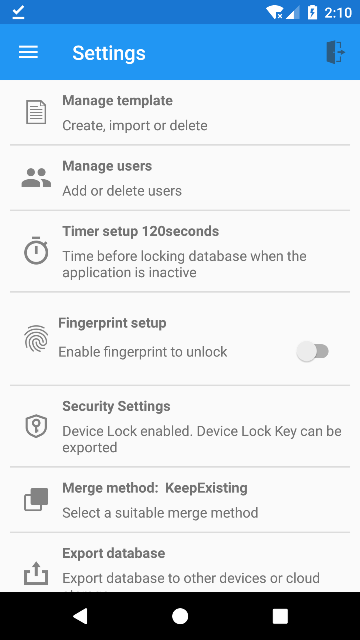 2:10
Settings
Manage template
Create, import or delete
Manage users
Add or delete users
Timer setup 120seconds
Time before locking database when the
application is inactive
Fingerprint setup
Enable fingerprint to unlock
Security Settings
Device Lock enabled. Device Lock Key can be
exported
Merge method:  KeepExisting
Select a suitable merge method
Export database
Export database to other devices or cloud